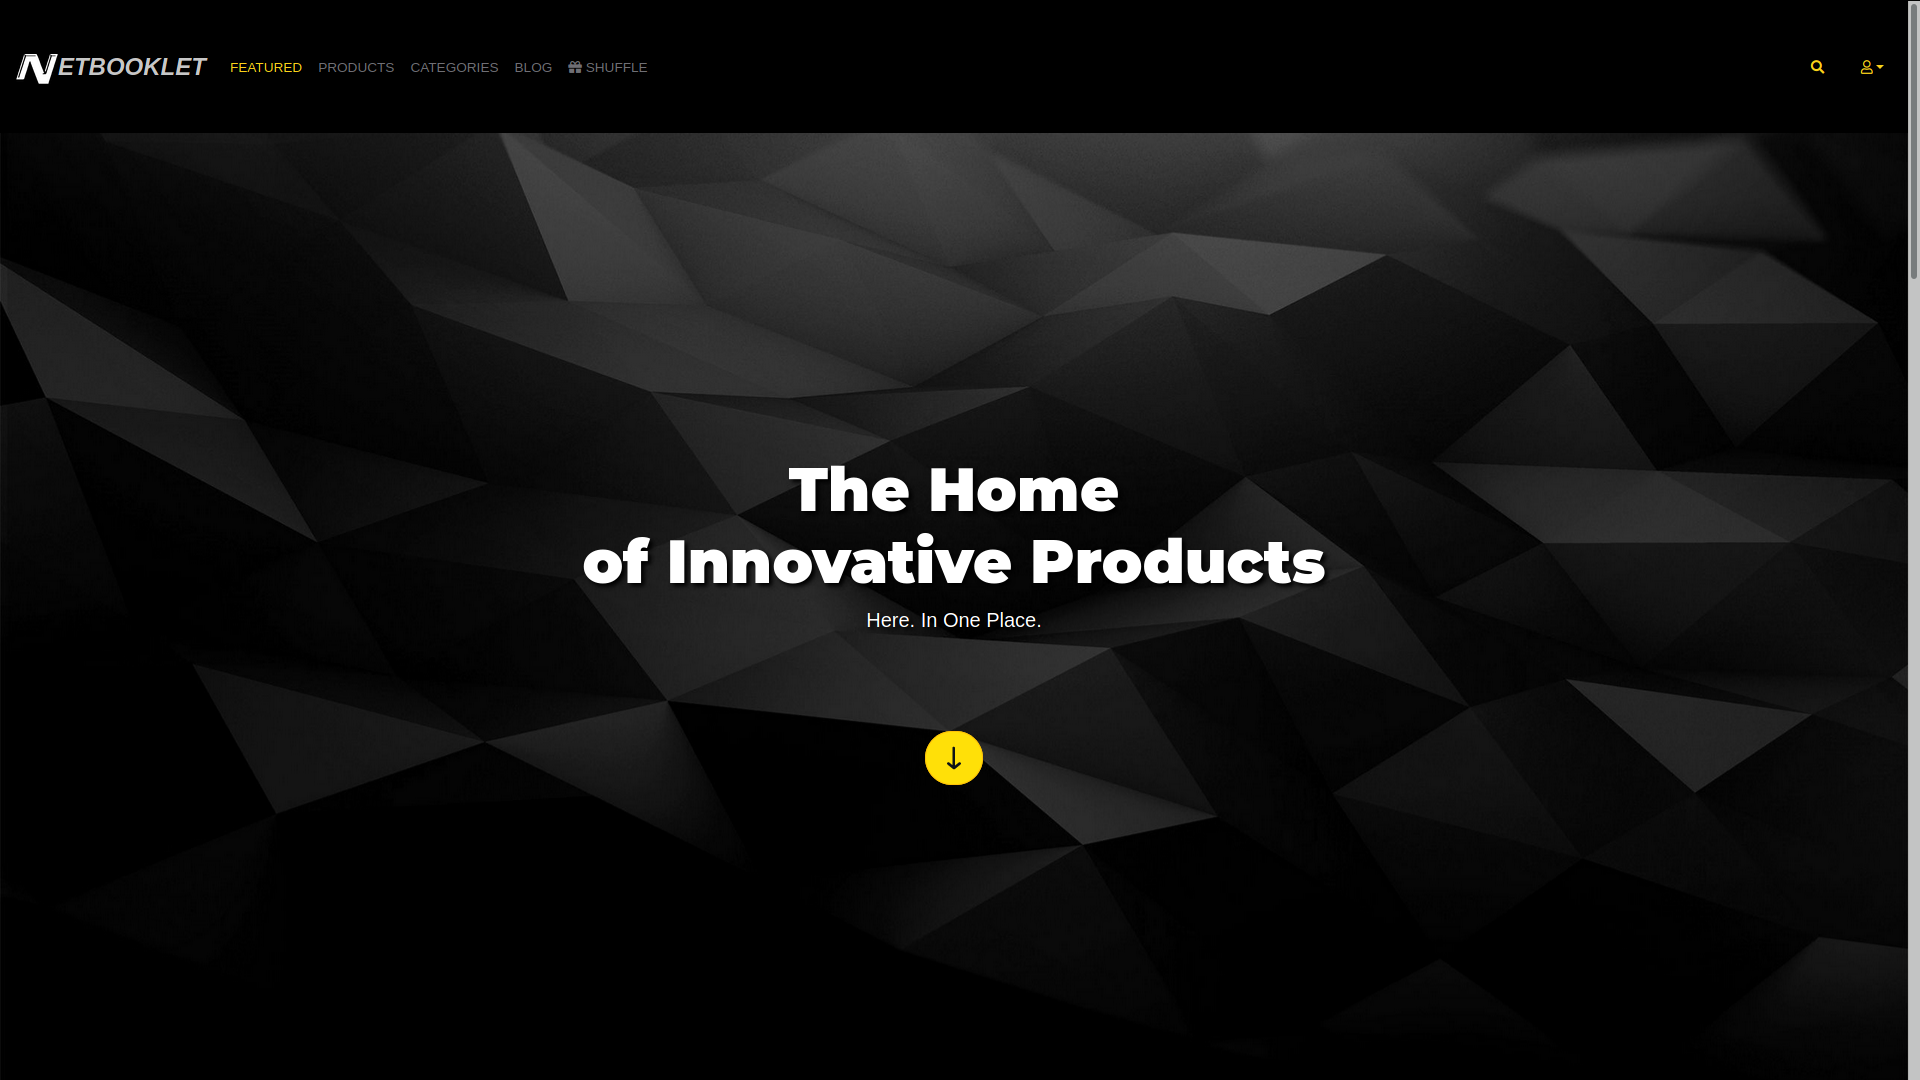 NETBOOKLET
FEATURED
PRODUCTS
CATEGORIES
BLOG
SHUFFLE
The Home
of Innovative Products
Here. In One Place.